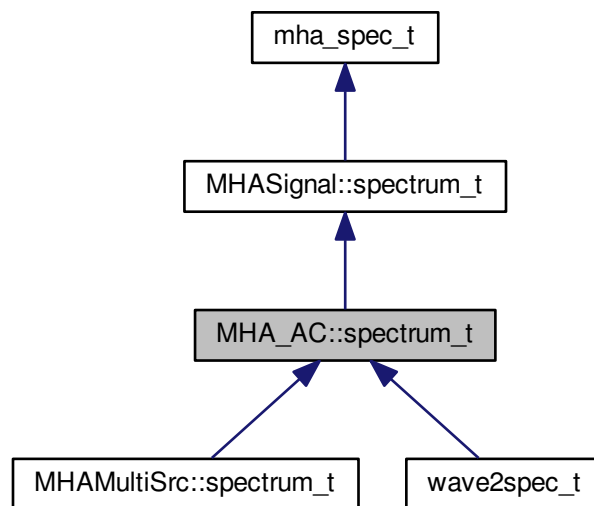 mha_spec_t
MHASignal::spectrum_t
MHA_AC::spectrum_t
MHAMultiSrc::spectrum_t
wave2spec_t